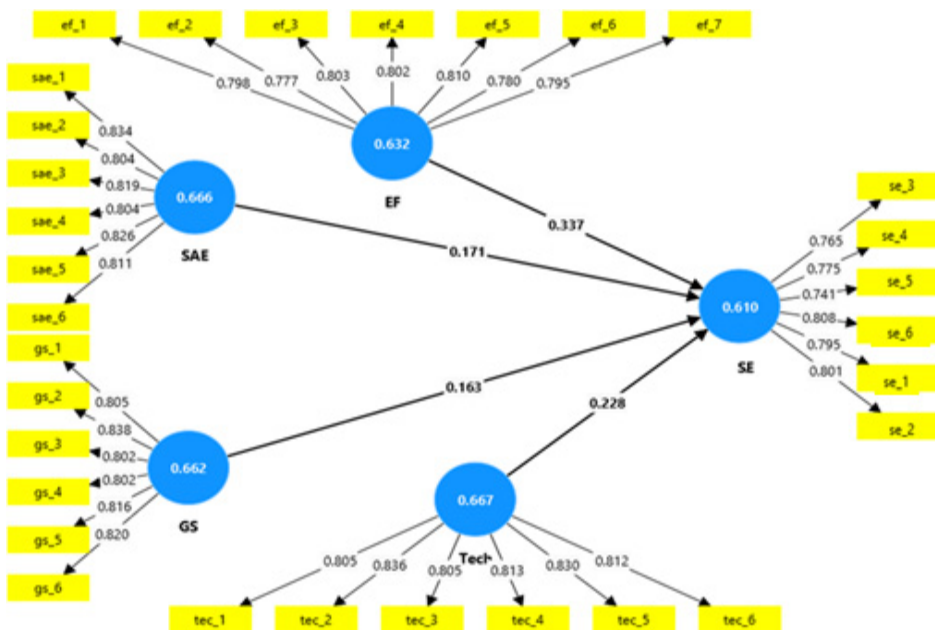 ef_1
ef_2
ef_3
ef_4
ef_5
ef_6
ef_7
0.798
0.777
0.803
0.802
0.810
0.780
0.795
0.632
EF
sae_1
sae_2
sae_3
sae_4
sae_5
sae_6
0.834
0.804
0.819
0.804
0.826
0.811
0.666
SAE
0.337
0.171
gs_1
gs_2
gs_3
gs_4
gs_5
gs_6
0.805
0.838
0.802
0.802
0.816
0.820
0.662
GS
0.163
0.228
0.610
SE
0.765
0.775
0.741
0.808
0.795
0.801
se_3
se_4
se_5
se_6
se_1
se_2
0.667
Tech
0.805
0.836
0.805
0.813
0.830
0.812
tec_1
tec_2
tec_3
tec_4
tec_5
tec_6